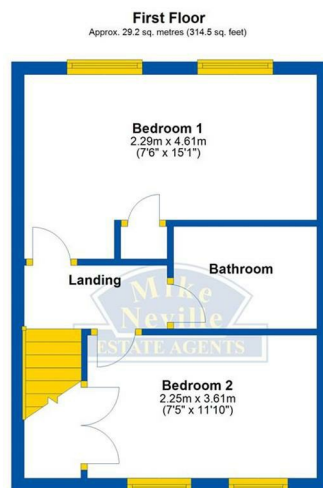 First Floor
Approx. 29.2 sq. metres (314.5 sq. feet)
Bedroom 1
2.29m x 4.61m
(7'6" x 15'1")
Bathroom
Landing
Mike
Neville
ESTATE AGENTS
Bedroom 2
2.25m x 3.61m
(7'5" x 11'10")